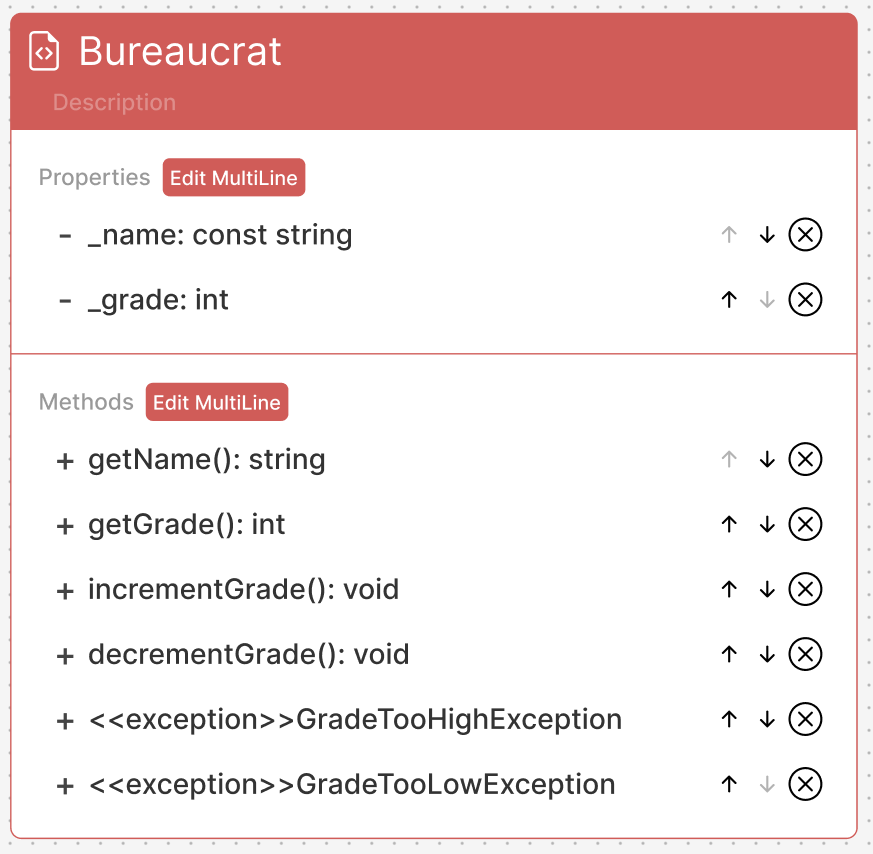 Bureaucrat
Description
Properties Edit MultiLine
- _name: const string
- _grade: int
Methods Edit MultiLine
+ getName(): string
+ getGrade(): int
+ incrementGrade(): void
+ decrementGrade(): void
+ <<exception>>GradeTooHighException
+ <<exception>>GradeTooLowException